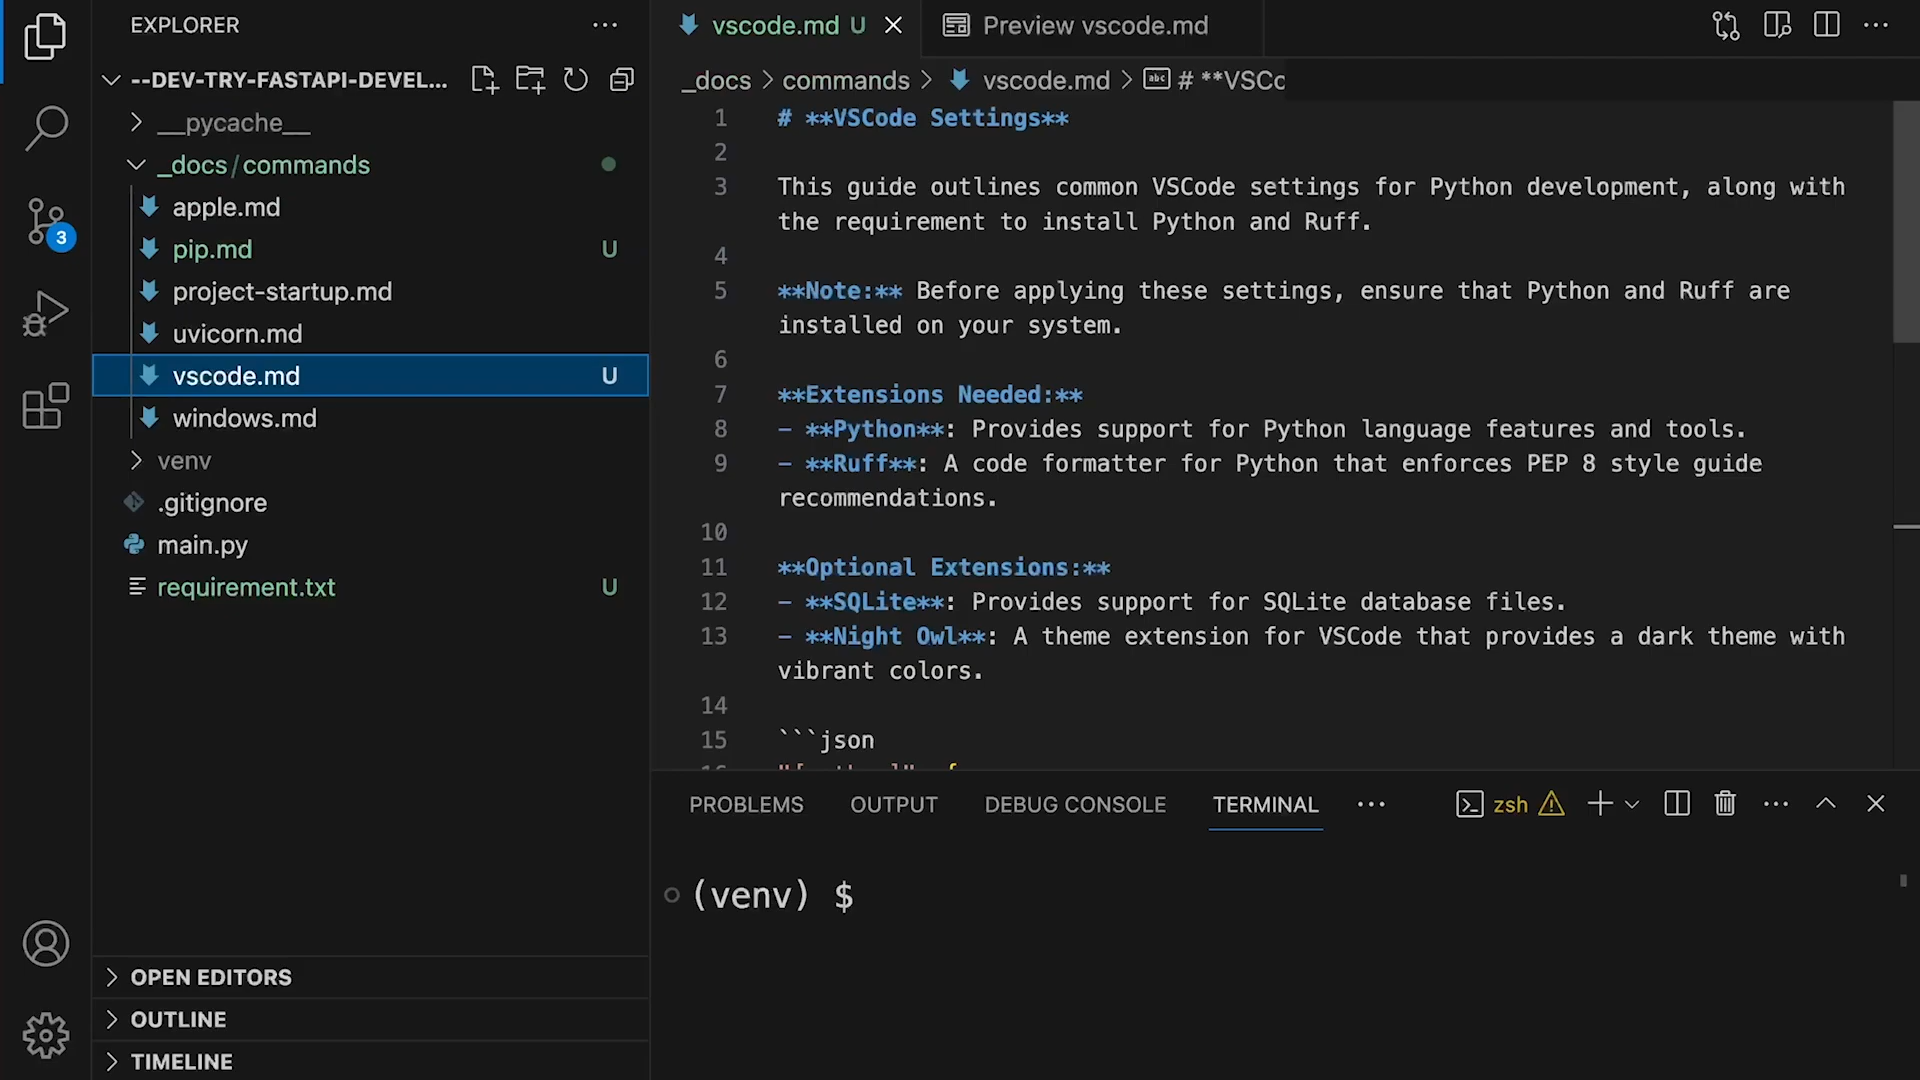 EXPLORER
--DEV-TRY-FASTAPI-DEVEL...
__pycache__
_docs/commands
apple.md
pip.md U
project-startup.md
uvicorn.md
vscode.md U
windows.md
venv
.gitignore
main.py
requirement.txt U
3
OPEN EDITORS
OUTLINE
TIMELINE
vscode.md U
Preview vscode.md
_docs > commands > vscode.md > abc # **VSCo
1 # **VSCode Settings**
2
3 This guide outlines common VSCode settings for Python development, along with
the requirement to install Python and Ruff.
4
5 **Note:** Before applying these settings, ensure that Python and Ruff are
installed on your system.
6
7 **Extensions Needed:**
8 - **Python**: Provides support for Python language features and tools.
9 - **Ruff**: A code formatter for Python that enforces PEP 8 style guide
recommendations.
10
11 **Optional Extensions:**
12 - **SQLite**: Provides support for SQLite database files.
13 - **Night Owl**: A theme extension for VSCode that provides a dark theme with
vibrant colors.
14
15 ```json
PROBLEMS OUTPUT DEBUG CONSOLE TERMINAL ... zsh
(venv) $